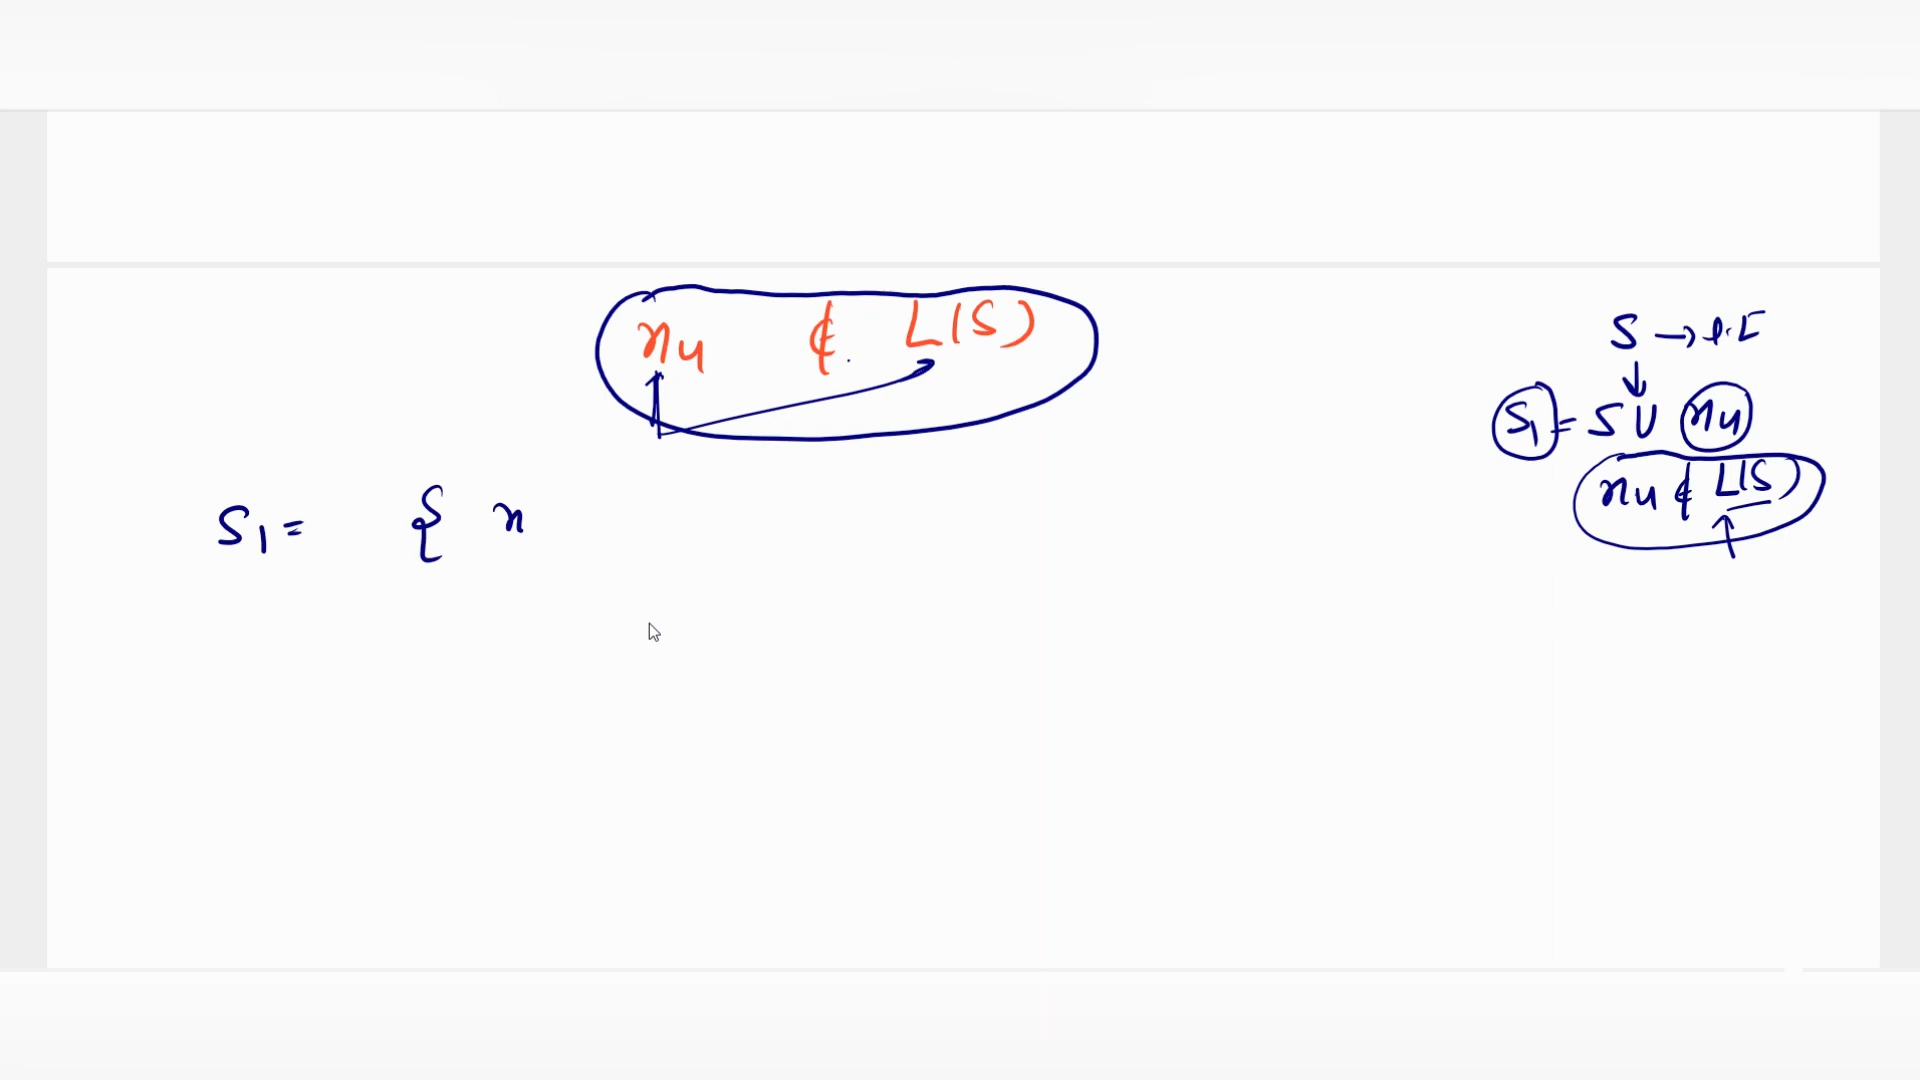 x4 ∉ L(S)
S → l.I
S1 = S U x4
x4 ∉ L(S)
S1 = { x